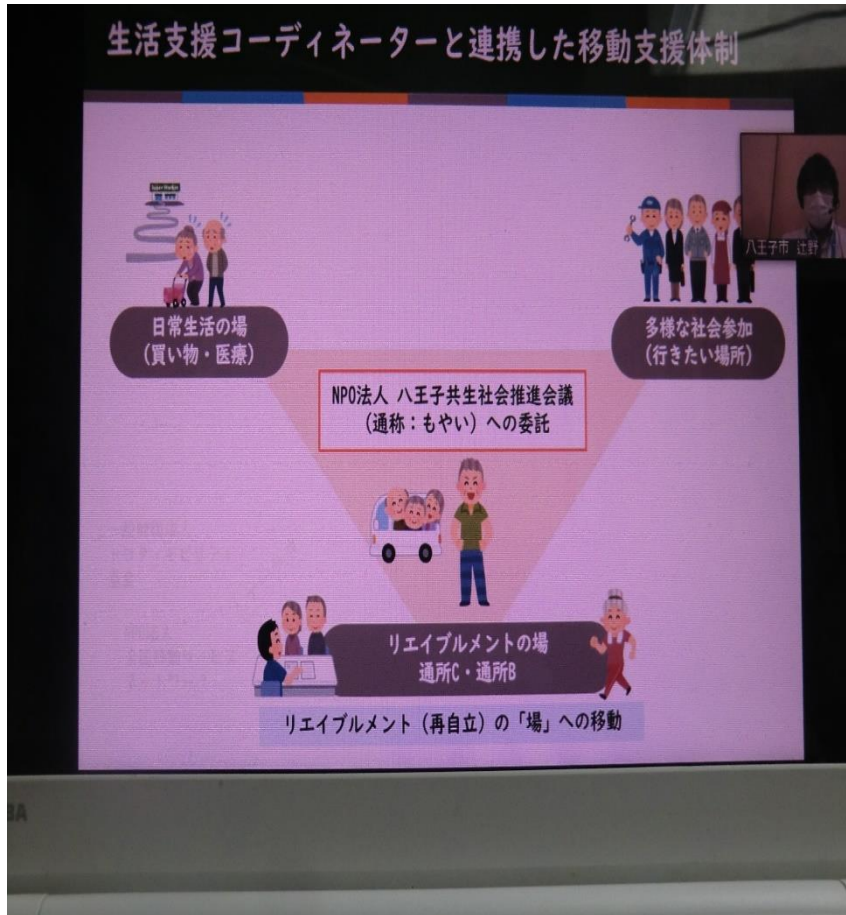 生活支援コーディネーターと連携した移動支援体制
八王子市 辻野
日常生活の場
(買い物・医療)
多様な社会参加
(行きたい場所)
NPO法人 八王子共生社会推進会議
(通称:もやい)への委託
リエイブルメントの場
通所C・通所B
リエイブルメント(再自立)の「場」への移動